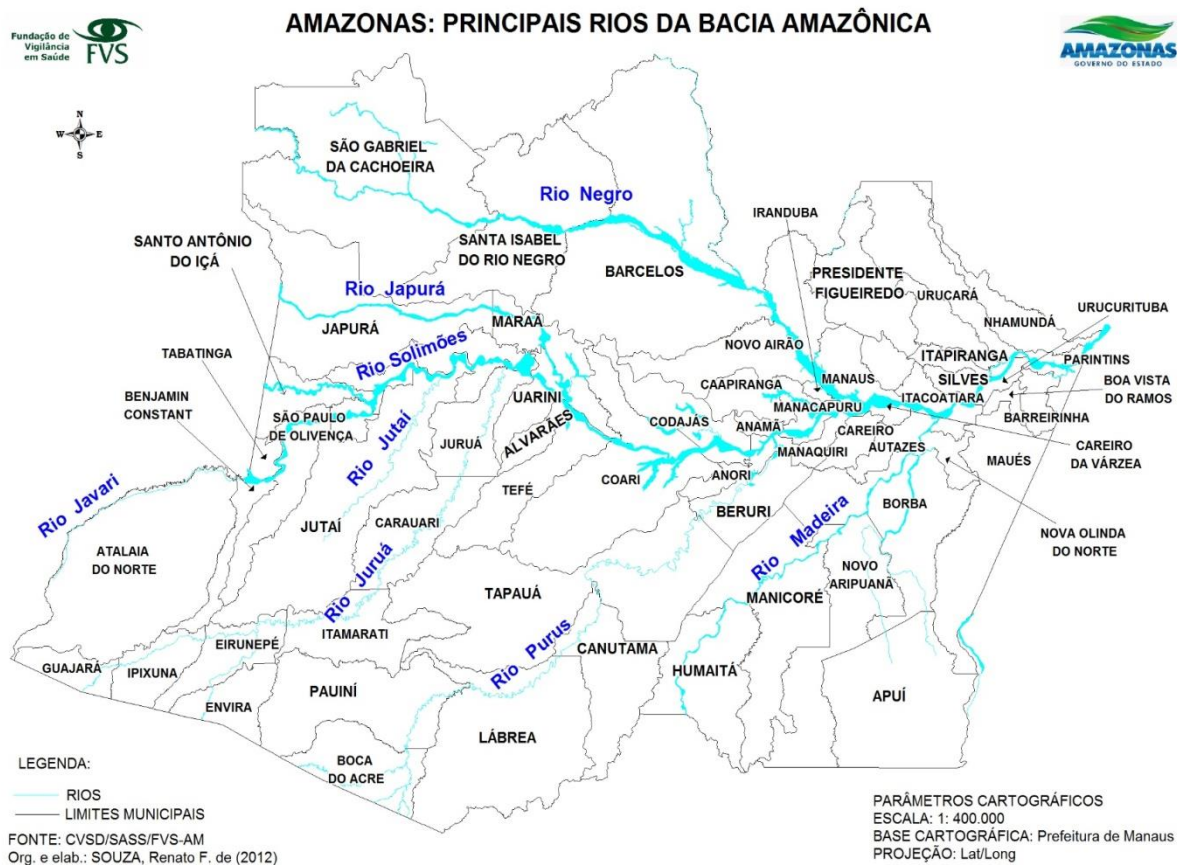 AMAZONAS: PRINCIPAIS RIOS DA BACIA AMAZÔNICA
Fundação de
Vigilância
em Saúde
FVS
AMAZONAS
GOVERNO DO ESTADO
N
W
E
S
SÃO GABRIEL
DA CACHOEIRA
Rio Negro
IRANDUBA
SANTO ANTÔNIO
DO IÇÁ
SANTA ISABEL
DO RIO NEGRO
BARCELOS
PRESIDENTE
FIGUEIREDO
URUCARÁ
URUCURITUBA
Rio Japurá
JAPURÁ
MARAÃ
NHAMUNDÁ
TABATINGA
Rio Solimões
NOVO AIRÃO
ITAPIRANGA
PARINTINS
BENJAMIN
CONSTANT
UARINI
CAAPIRANGA
MANAUS
SILVES
BOA VISTA
DO RAMOS
SÃO PAULO
DE OLIVENÇA
ALVARÃES
CODAJÁS
ANAMÃ
MANACAPURU
ITACOATIARA
BARREIRINHA
Rio Jutaí
JURUÁ
MANAQUIRI
CAREIRO
AUTAZES
CAREIRO
DA VÁRZEA
MAUÉS
COARI
ANORI
Rio Javari
TEFÉ
BERURI
BORBA
JUTAÍ
CARAUARI
Rio Madeira
NOVA OLINDA
DO NORTE
ATALAIA
DO NORTE
Rio Juruá
TAPAUÁ
NOVO
ARIPUANÃ
MANICORÉ
EIRUNEPÉ
ITAMARATI
Rio Purus
CANUTAMA
GUAJARÁ
IPIXUNA
HUMAITÁ
PAUINÍ
APUÍ
ENVIRA
LÁBREA
BOCA
DO ACRE
LEGENDA:
RIOS
LIMITES MUNICIPAIS
FONTE: CVSD/SASS/FVS-AM
Org. e elab.: SOUZA, Renato F. de (2012)
PARÂMETROS CARTOGRÁFICOS
ESCALA: 1: 400.000
BASE CARTOGRÁFICA: Prefeitura de Manaus
PROJEÇÃO: Lat/Long